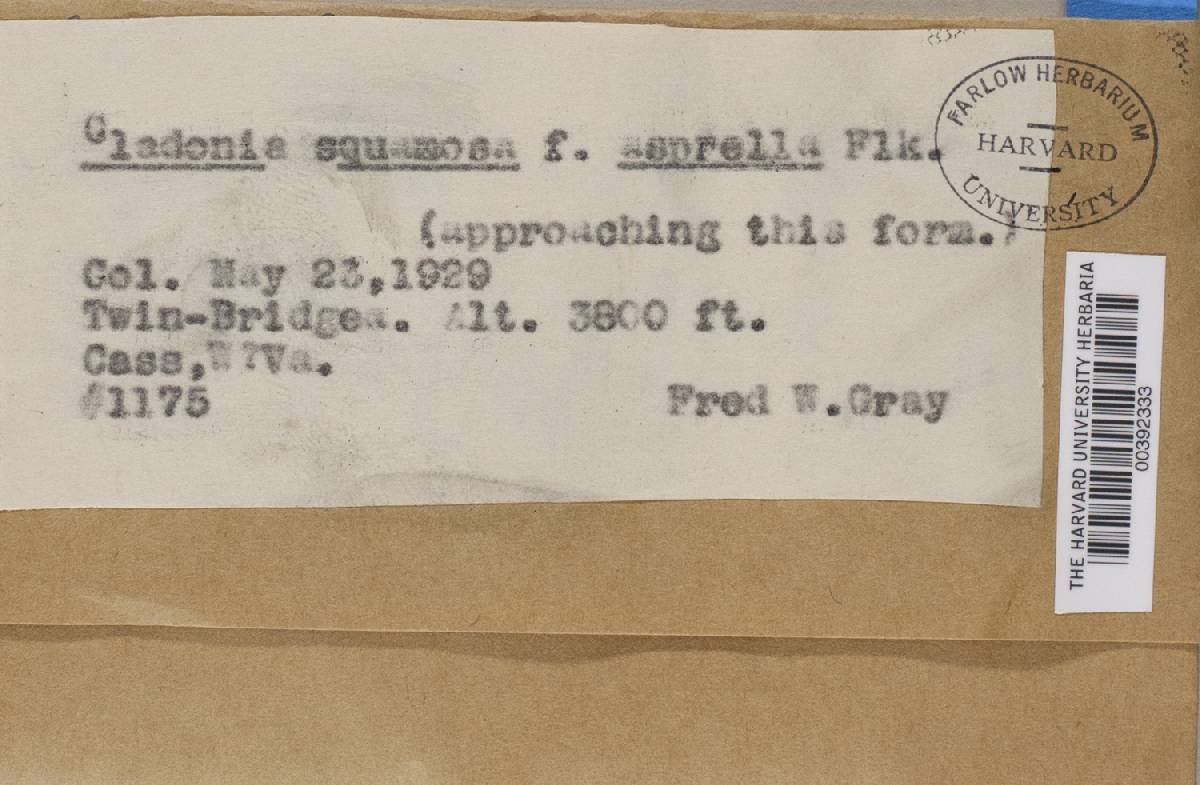 Cladonia squamosa f. asprella Flk.
(approaching this form.)
Col. May 23,1929
Twin-Bridges. Alt. 3800 ft.
Cass,W?Va.
#1175
Fred W.Gray
FARLOW HERBARIUM
HARVARD
UNIVERSITY
THE HARVARD UNIVERSITY HERBARIA
00392333